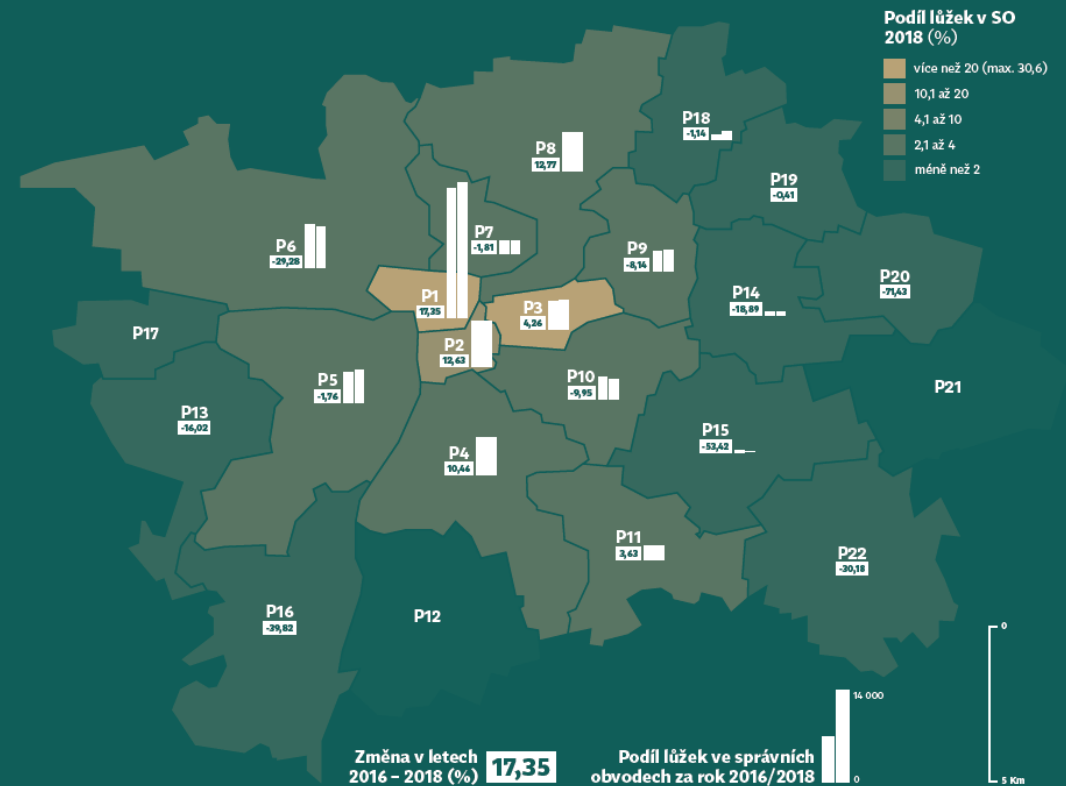 Podíl lůžek v SO
2018 (%)
více než 20 (max. 30,6)
10,1 až 20
4,1 až 10
2,1 až 4
méně než 2
P18
-1,14
P8
12,77
P19
-0,41
P7
-1,81
P6
-29,28
P9
-8,14
P20
-71,43
P1
17,35
P14
-18,89
P3
4,26
P17
P2
12,63
P5
-1,76
P10
-9,95
P21
P13
-16,02
P15
-53,42
P4
10,46
P11
3,63
P22
-30,18
P16
-39,82
P12
0
14 000
Změna v letech
2016 – 2018 (%)
17,35
Podíl lůžek ve správních
obvodech za rok 2016/2018
0
5 Km